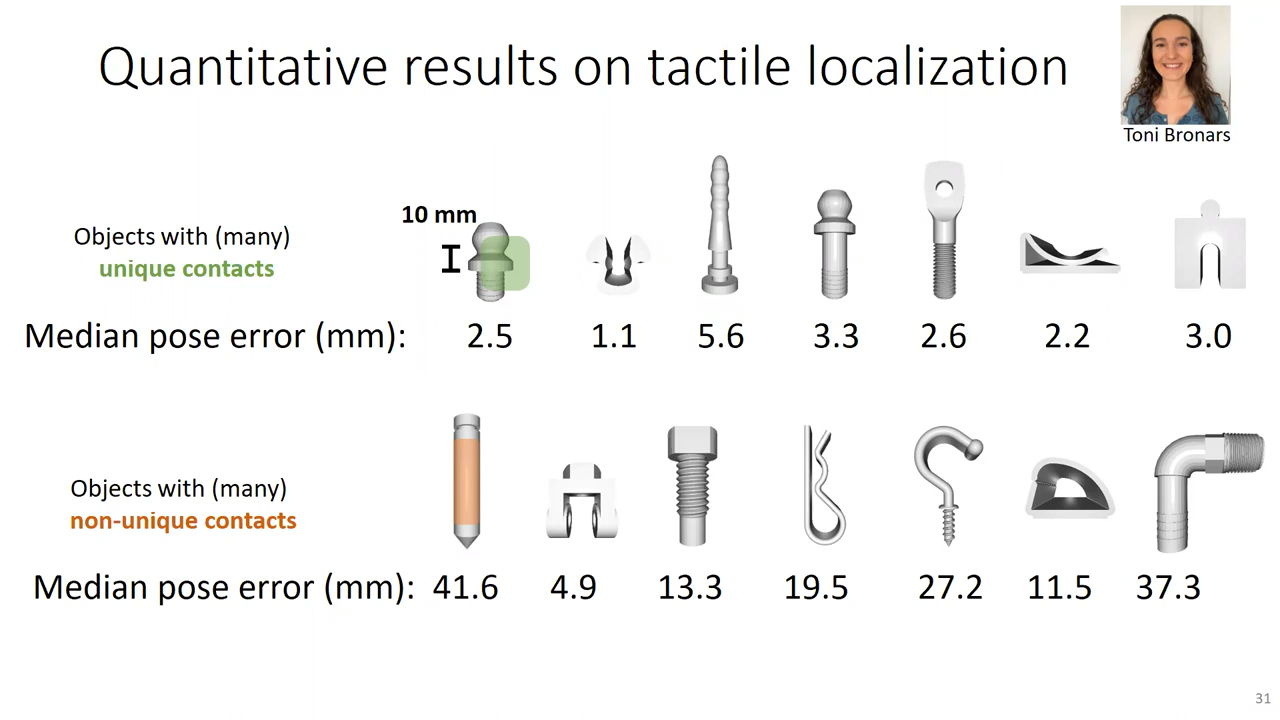 Quantitative results on tactile localization
Toni Bronars
10 mm
Objects with (many)
unique contacts
Median pose error (mm): 2.5 1.1 5.6 3.3 2.6 2.2 3.0
Objects with (many)
non-unique contacts
Median pose error (mm): 41.6 4.9 13.3 19.5 27.2 11.5 37.3
31